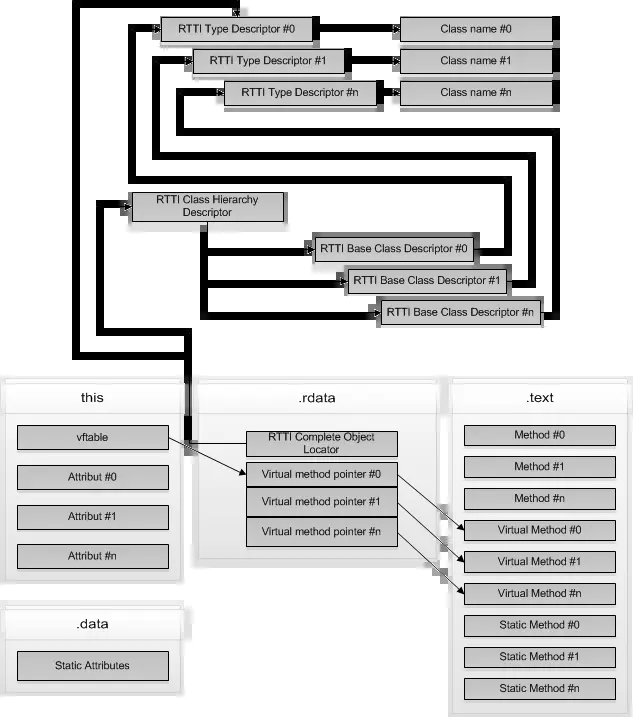 RTTI Type Descriptor #0
Class name #0
RTTI Type Descriptor #1
Class name #1
RTTI Type Descriptor #n
Class name #n
RTTI Class Hierarchy
Descriptor
RTTI Base Class Descriptor #0
RTTI Base Class Descriptor #1
RTTI Base Class Descriptor #n
this
vftable
Attribut #0
Attribut #1
Attribut #n
.rdata
RTTI Complete Object
Locator
Virtual method pointer #0
Virtual method pointer #1
Virtual method pointer #n
.text
Method #0
Method #1
Method #n
Virtual Method #0
Virtual Method #1
Virtual Method #n
Static Method #0
Static Method #1
Static Method #n
.data
Static Attributes